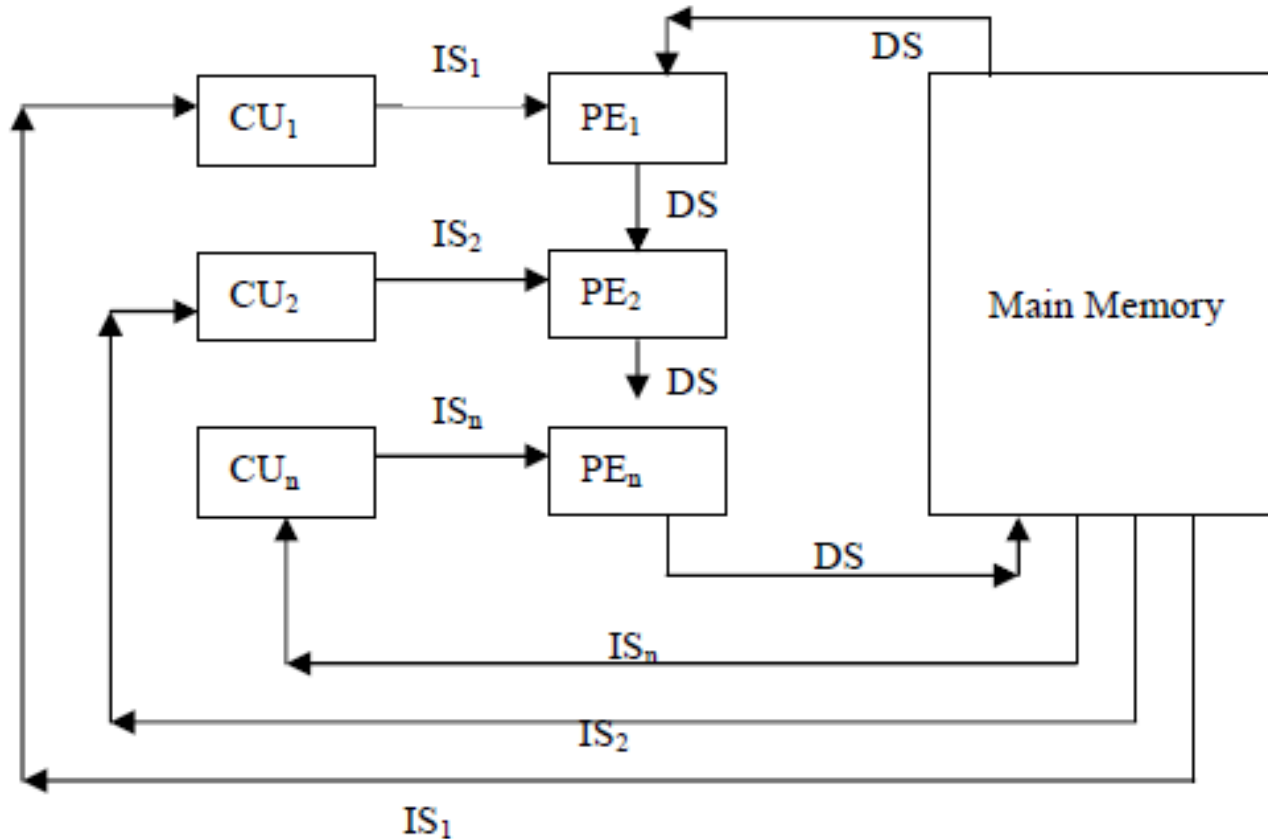 DS
IS₁
CU₁
PE₁
DS
IS₂
CU₂
PE₂
Main Memory
DS
ISₙ
CUₙ
PEₙ
DS
ISₙ
IS₂
IS₁